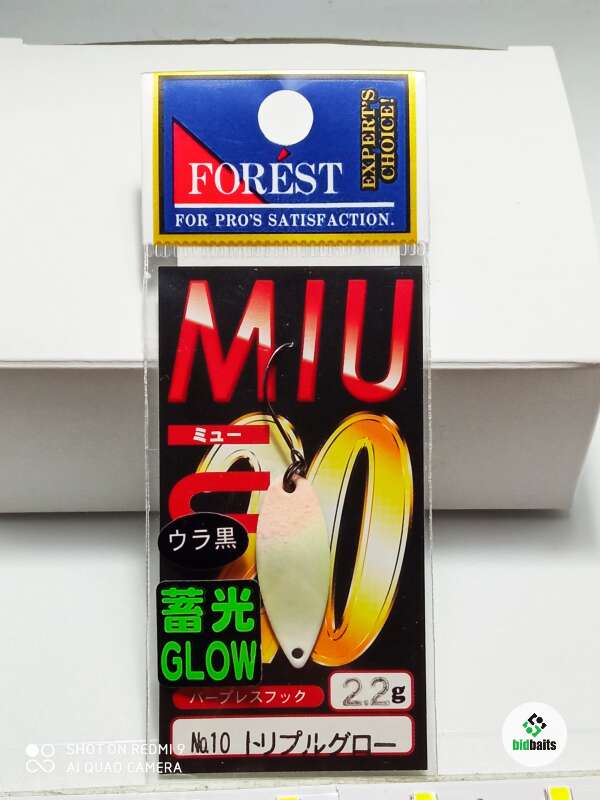 FORÉST
EXPERT'S
CHOICE!
FOR PRO'S SATISFACTION.
MIU
ミュー
ウラ黒
蓄光
GLOW
バーブレスフック
2.2g
No.10 トリプルグロー
SHOT ON REDMI 9
AI QUAD CAMERA
bidbaits